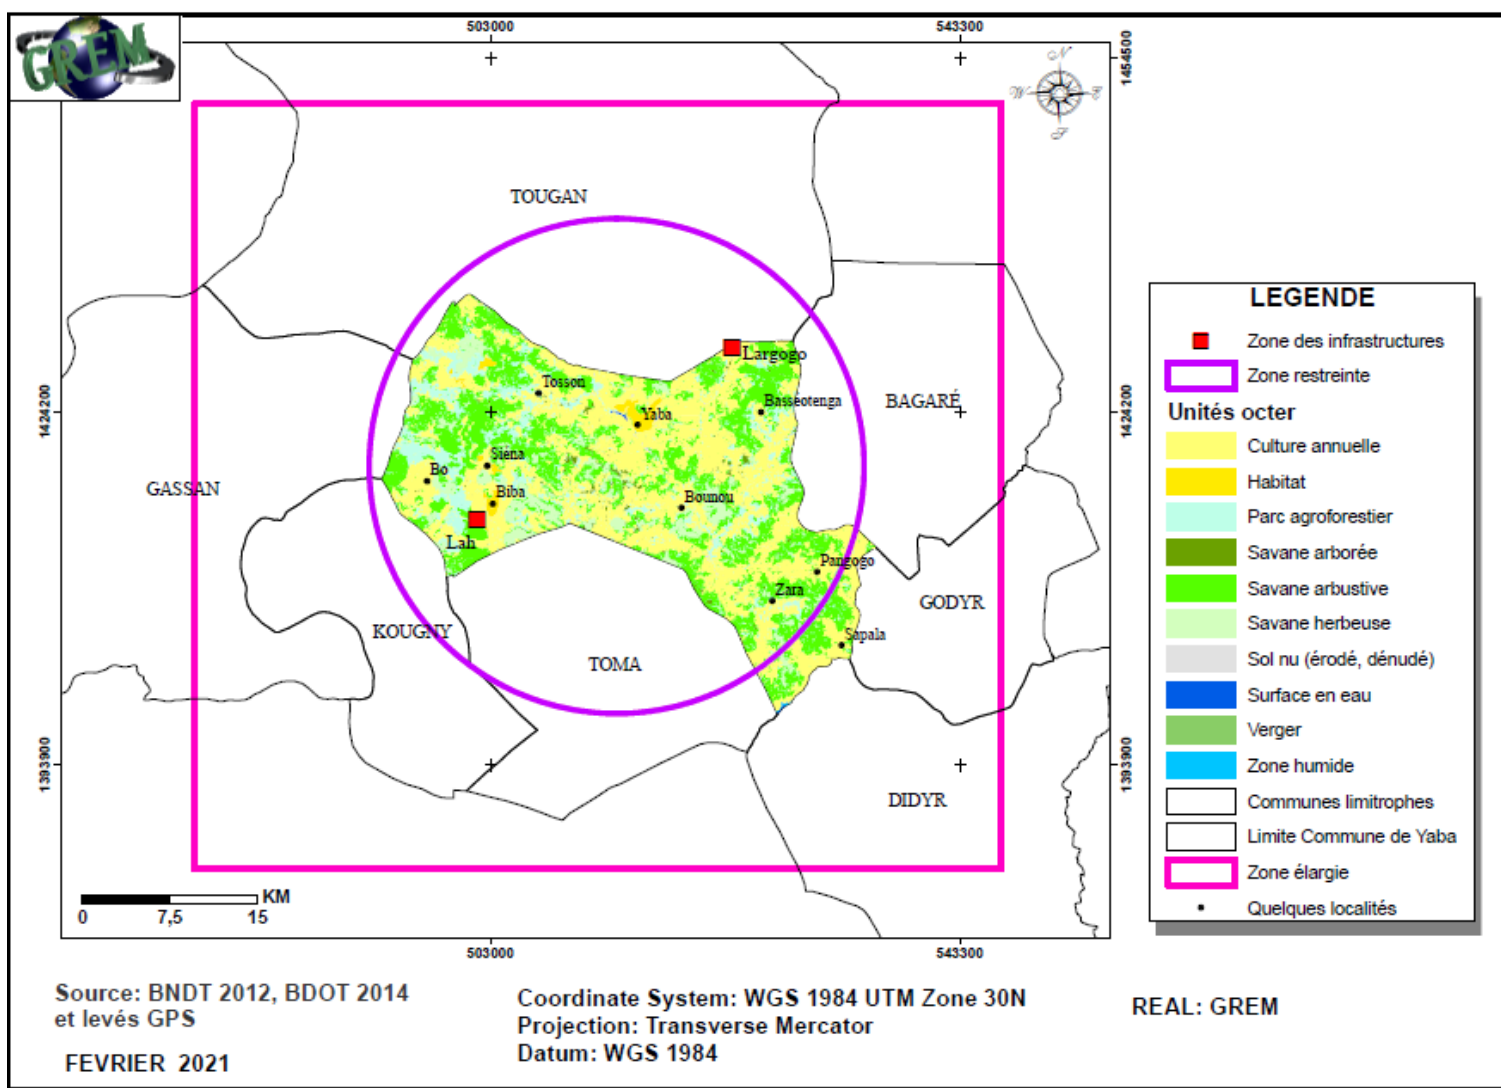 GREM
503000
543300
1454500
N
W
E
S
TOUGAN
Largogo
Tosson
Basséotenga
BAGARÉ
Yaba
1424200
1424200
Siéna
Bo
GASSAN
Biba
Bounou
Lah
Pangogo
Zara
GODYR
KOUGNY
Sapala
TOMA
1393900
1393900
DIDYR
KM
0 7,5 15
503000
543300
LEGENDE
Zone des infrastructures
Zone restreinte
Unités octer
Culture annuelle
Habitat
Parc agroforestier
Savane arborée
Savane arbustive
Savane herbeuse
Sol nu (érodé, dénudé)
Surface en eau
Verger
Zone humide
Communes limitrophes
Limite Commune de Yaba
Zone élargie
Quelques localités
Source: BNDT 2012, BDOT 2014
et levés GPS
FEVRIER 2021
Coordinate System: WGS 1984 UTM Zone 30N
Projection: Transverse Mercator
Datum: WGS 1984
REAL: GREM